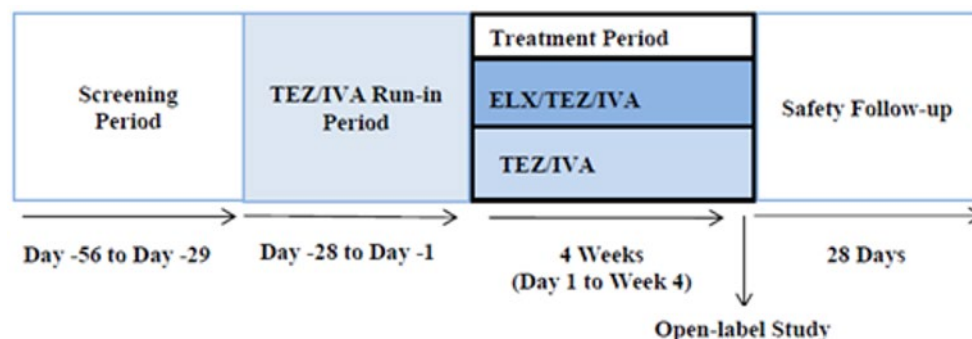 Screening
Period
TEZ/IVA Run-in
Period
Treatment Period
ELX/TEZ/IVA
TEZ/IVA
Safety Follow-up
Day -56 to Day -29
Day -28 to Day -1
4 Weeks
(Day 1 to Week 4)
28 Days
Open-label Study